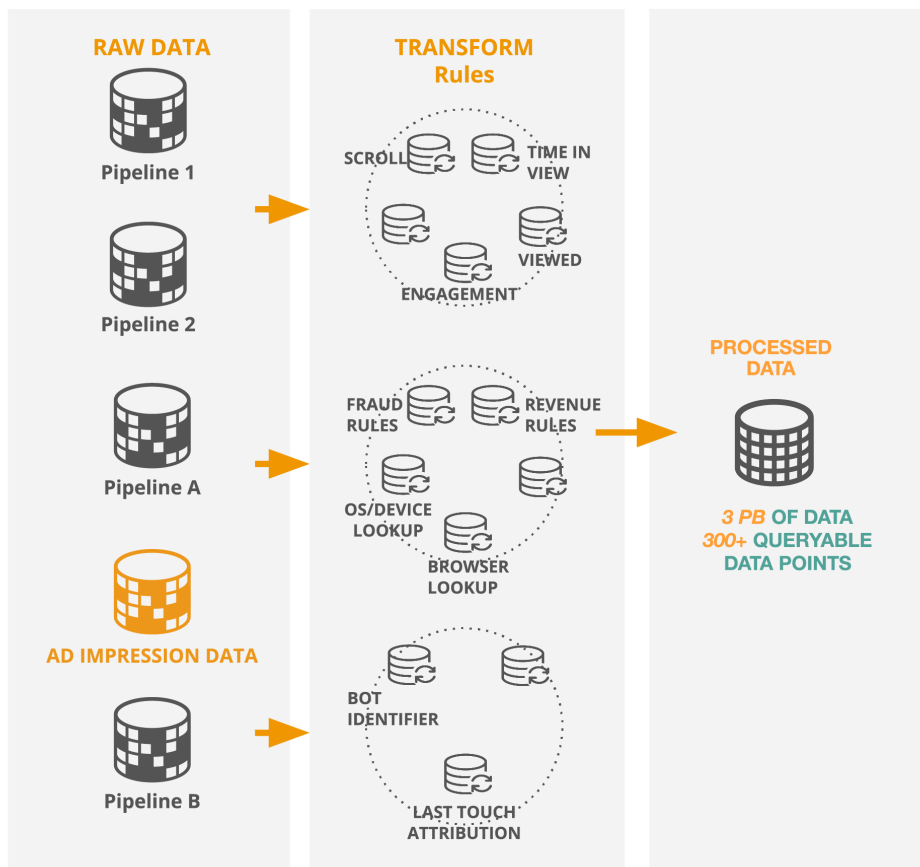 RAW DATA
Pipeline 1
Pipeline 2
Pipeline A
AD IMPRESSION DATA
Pipeline B
TRANSFORM
Rules
SCROLL
TIME IN
VIEW
VIEWED
ENGAGEMENT
FRAUD
RULES
REVENUE
RULES
OS/DEVICE
LOOKUP
BROWSER
LOOKUP
BOT
IDENTIFIER
LAST TOUCH
ATTRIBUTION
PROCESSED
DATA
3 PB OF DATA
300+ QUERYABLE
DATA POINTS